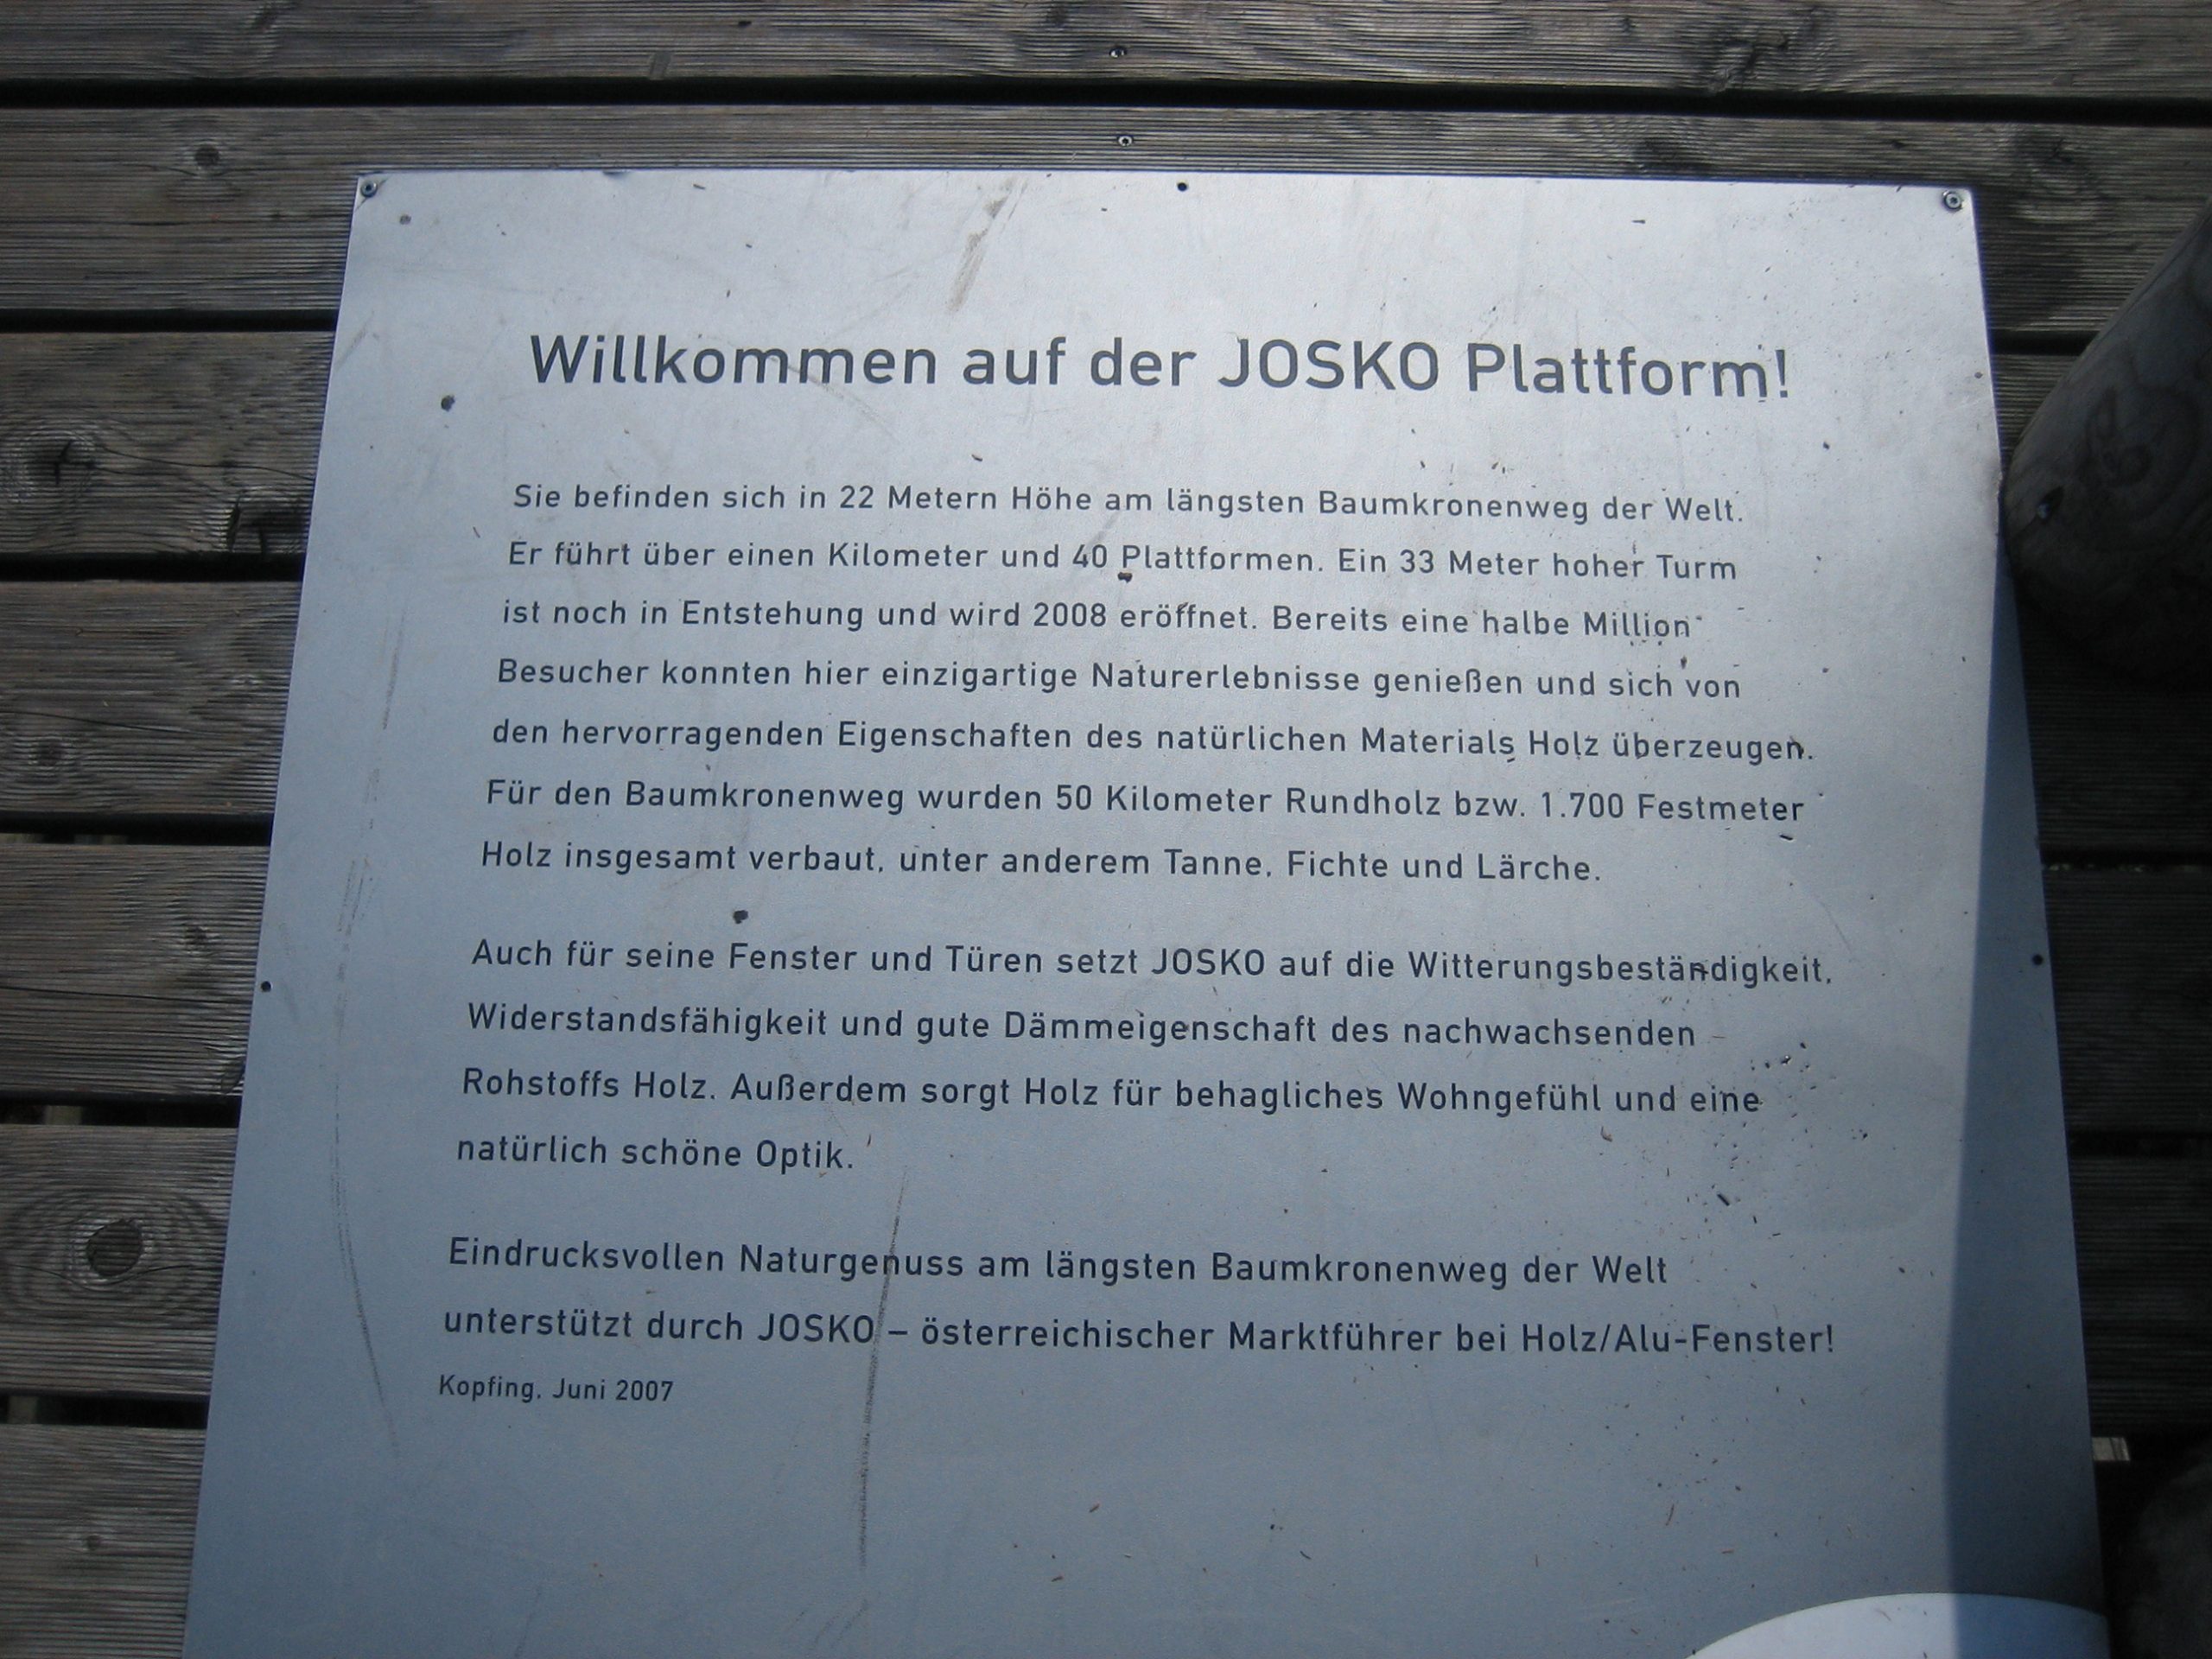 Willkommen auf der JOSKO Plattform!
Sie befinden sich in 22 Metern Höhe am längsten Baumkronenweg der Welt.
Er führt über einen Kilometer und 40 Plattformen. Ein 33 Meter hoher Turm
ist noch in Entstehung und wird 2008 eröffnet. Bereits eine halbe Million
Besucher konnten hier einzigartige Naturerlebnisse genießen und sich von
den hervorragenden Eigenschaften des natürlichen Materials Holz überzeugen.
Für den Baumkronenweg wurden 50 Kilometer Rundholz bzw. 1.700 Festmeter
Holz insgesamt verbaut, unter anderem Tanne, Fichte und Lärche.
Auch für seine Fenster und Türen setzt JOSKO auf die Witterungsbeständigkeit,
Widerstandsfähigkeit und gute Dämmeigenschaft des nachwachsenden
Rohstoffs Holz. Außerdem sorgt Holz für behagliches Wohngefühl und eine
natürlich schöne Optik.
Eindrucksvollen Naturgenuss am längsten Baumkronenweg der Welt
unterstützt durch JOSKO – österreichischer Marktführer bei Holz/Alu-Fenster!
Kopfing, Juni 2007